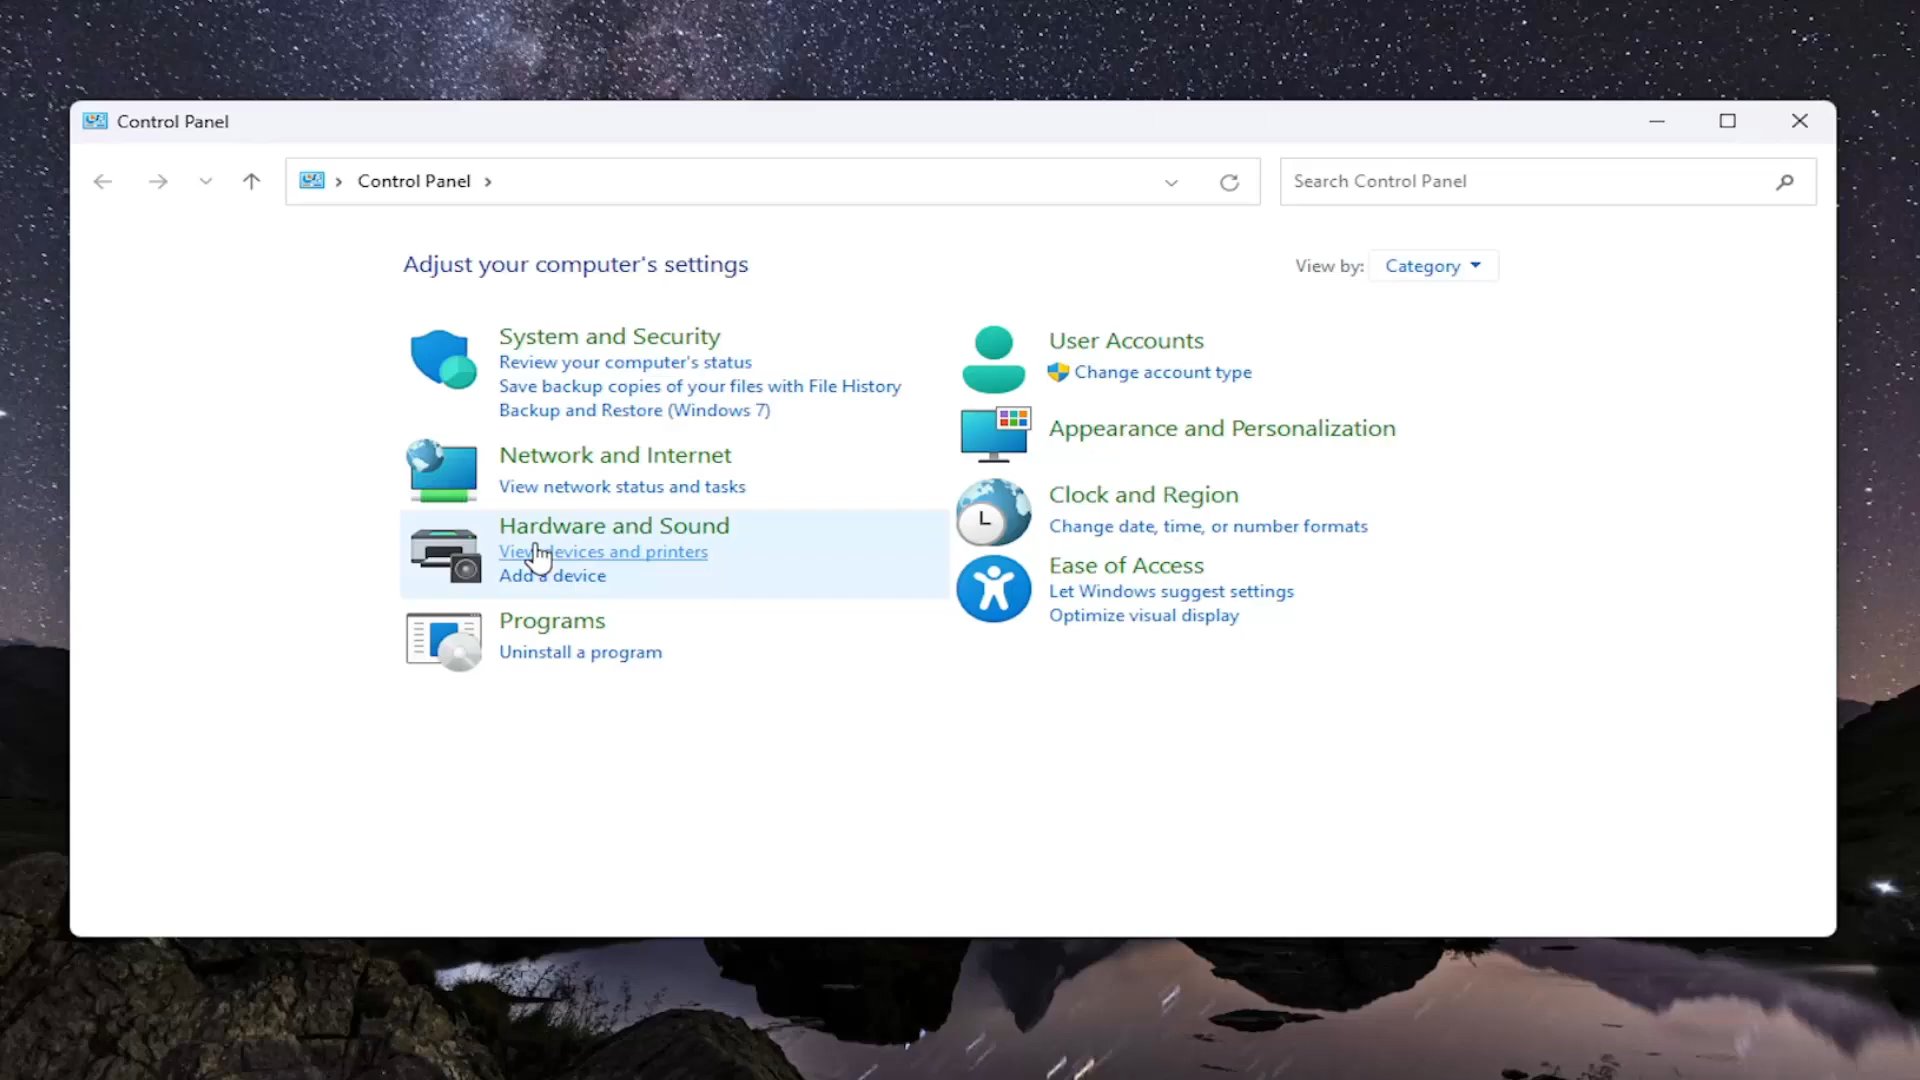 Control Panel
Control Panel
Search Control Panel
Adjust your computer's settings
View by: Category
System and Security
Review your computer's status
Save backup copies of your files with File History
Backup and Restore (Windows 7)
Network and Internet
View network status and tasks
Hardware and Sound
View devices and printers
Add a device
Programs
Uninstall a program
User Accounts
Change account type
Appearance and Personalization
Clock and Region
Change date, time, or number formats
Ease of Access
Let Windows suggest settings
Optimize visual display